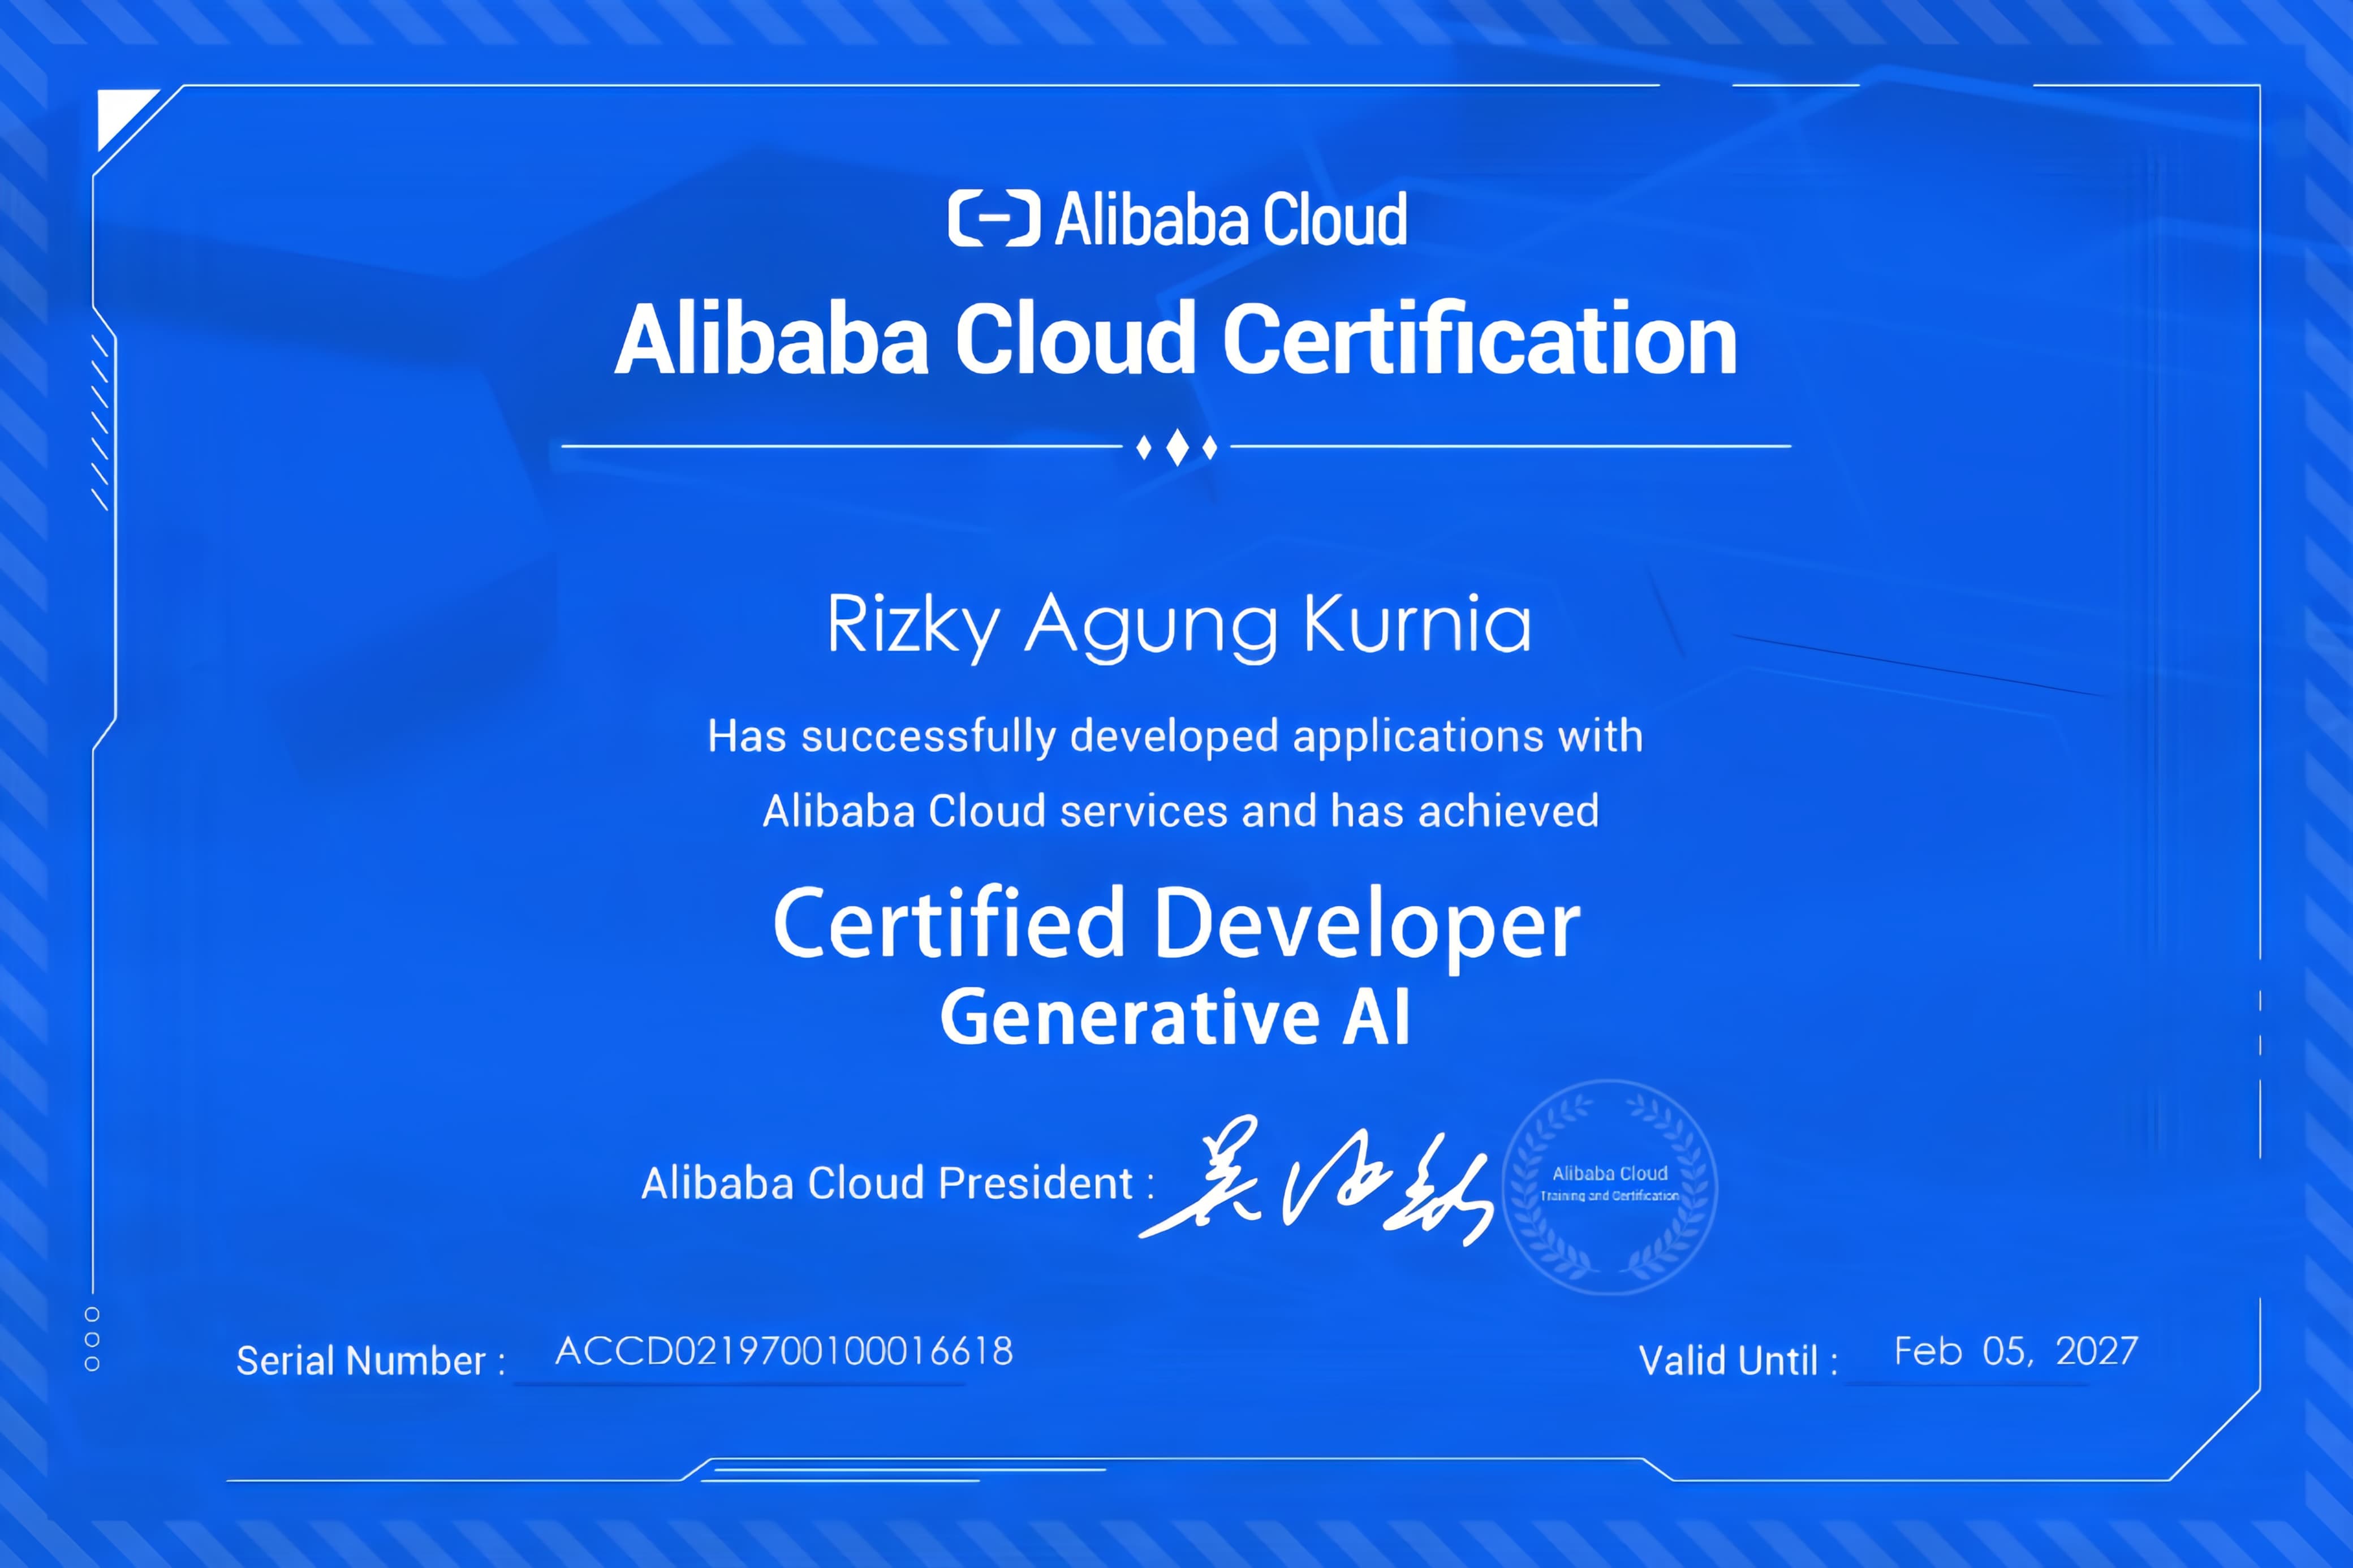 Alibaba Cloud
Alibaba Cloud Certification
Rizky Agung Kurnia
Has successfully developed applications with
Alibaba Cloud services and has achieved
Certified Developer
Generative AI
Alibaba Cloud President :
Alibaba Cloud
Training and Certification
Serial Number : ACCD0219700100016618
Valid Until : Feb 05, 2027